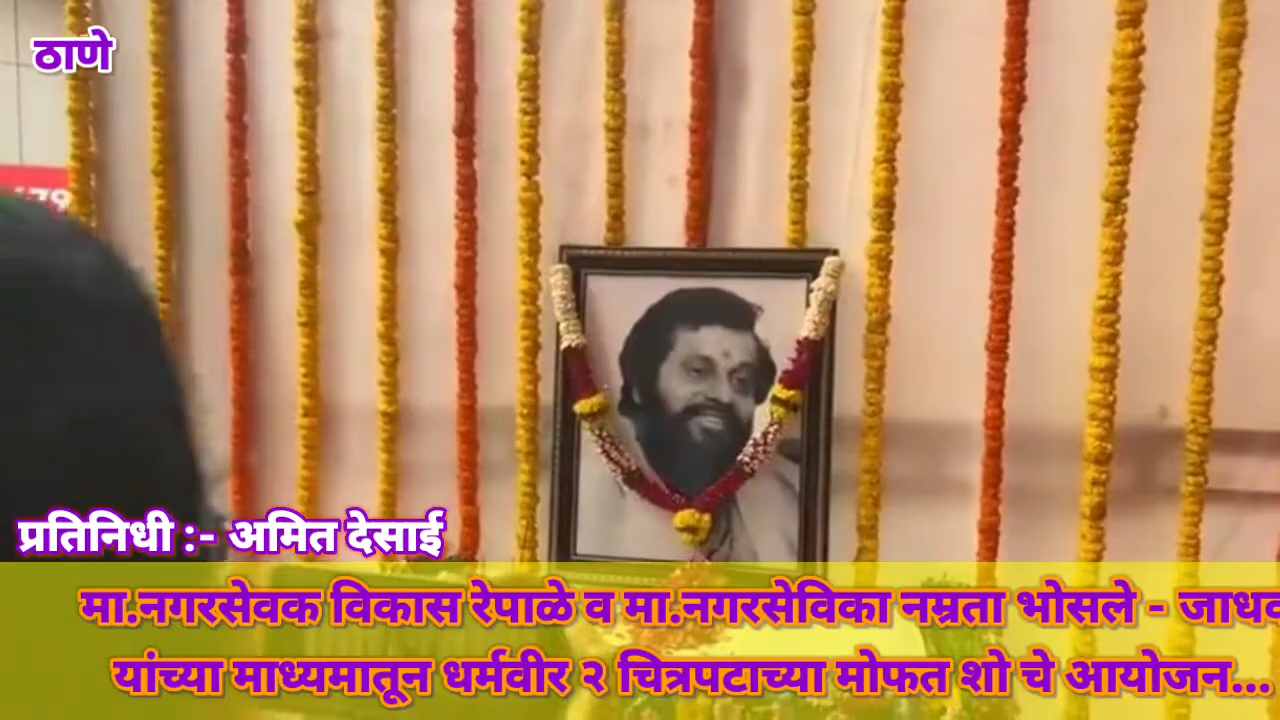 ठाणे
प्रतिनिधी :- अमित देसाई
मा.नगरसेवक विकास रेपाळे व मा.नगरसेविका नम्रता भोसले - जाधव
यांच्या माध्यमातून धर्मवीर २ चित्रपटाच्या मोफत शो चे आयोजन...